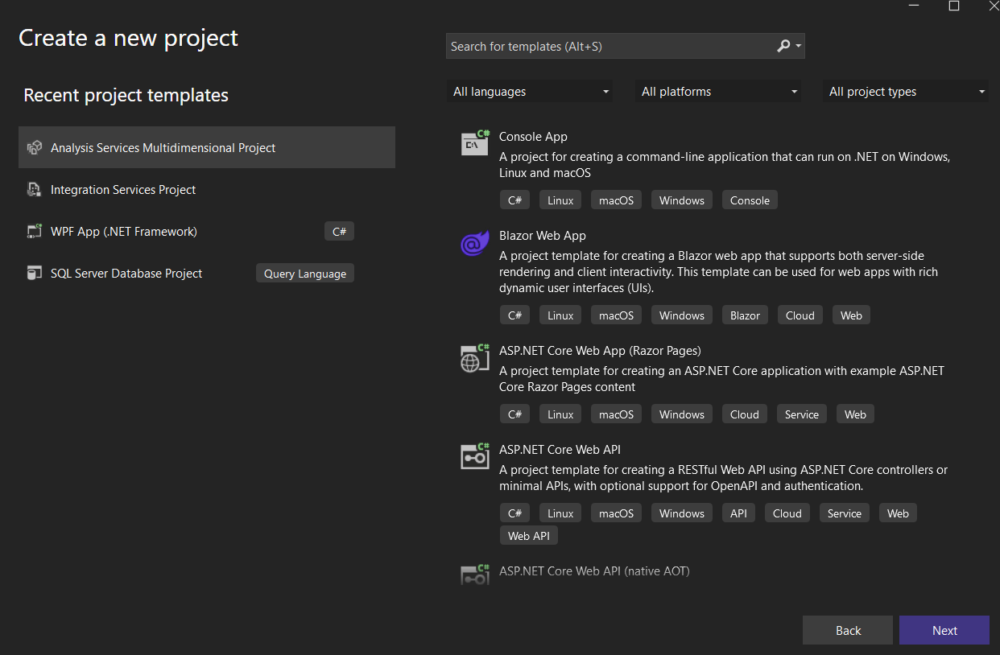 Create a new project
Search for templates (Alt+S)
Recent project templates
All languages
All platforms
All project types
Analysis Services Multidimensional Project
Integration Services Project
WPF App (.NET Framework)
C#
SQL Server Database Project
Query Language
C#
Console App
A project for creating a command-line application that can run on .NET on Windows,
Linux and macOS
C# Linux macOS Windows Console
Blazor Web App
A project template for creating a Blazor web app that supports both server-side
rendering and client interactivity. This template can be used for web apps with rich
dynamic user interfaces (UIs).
C# Linux macOS Windows Blazor Cloud Web
C#
ASP.NET Core Web App (Razor Pages)
A project template for creating an ASP.NET Core application with example ASP.NET
Core Razor Pages content
C# Linux macOS Windows Cloud Service Web
C#
ASP.NET Core Web API
A project template for creating a RESTful Web API using ASP.NET Core controllers or
minimal APIs, with optional support for OpenAPI and authentication.
C# Linux macOS Windows API Cloud Service Web
Web API
C#
ASP.NET Core Web API (native AOT)
Back
Next